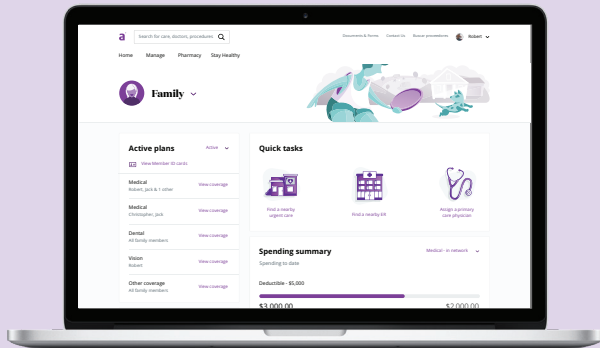 a
Search for care, doctors, procedures
Documents & Forms Contact Us Buscar proveedores Robert
Home Manage Pharmacy Stay Healthy
Family
Active plans Active
View Member ID cards
Medical
Robert, Jack & 1 other
View coverage
Medical
Christopher, Jack
View coverage
Dental
All family members
View coverage
Vision
Robert
View coverage
Other coverage
All family members
View coverage
Quick tasks
Find a nearby
urgent care
Find a nearby ER
Assign a primary
care physician
Spending summary Medical - in network
Spending to date
Deductible - $5,000
$3,000.00 $2,000.00